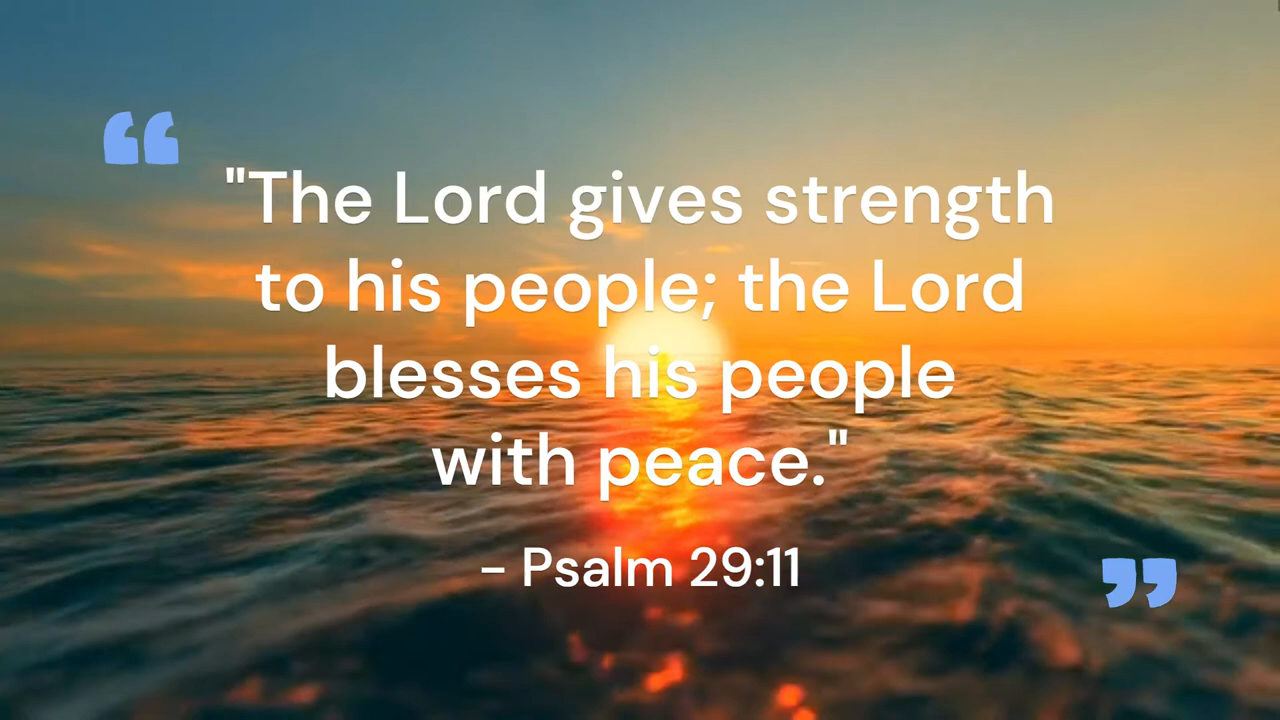 "The Lord gives strength
to his people; the Lord
blesses his people
with peace."
– Psalm 29:11